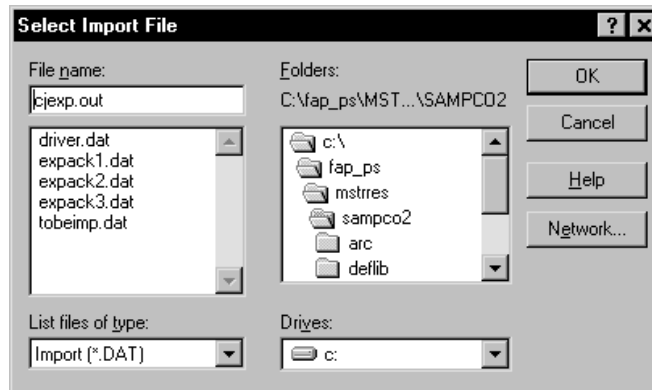 Select Import File
File name:
cjexp.out
driver.dat
expack1.dat
expack2.dat
expack3.dat
tobeimp.dat
List files of type:
Import (*.DAT)
Folders:
C:\fap_ps\MST...\SAMPCO2
c:\
fap_ps
mstrres
sampco2
arc
deflib
Drives:
c:
OK
Cancel
Help
Network...